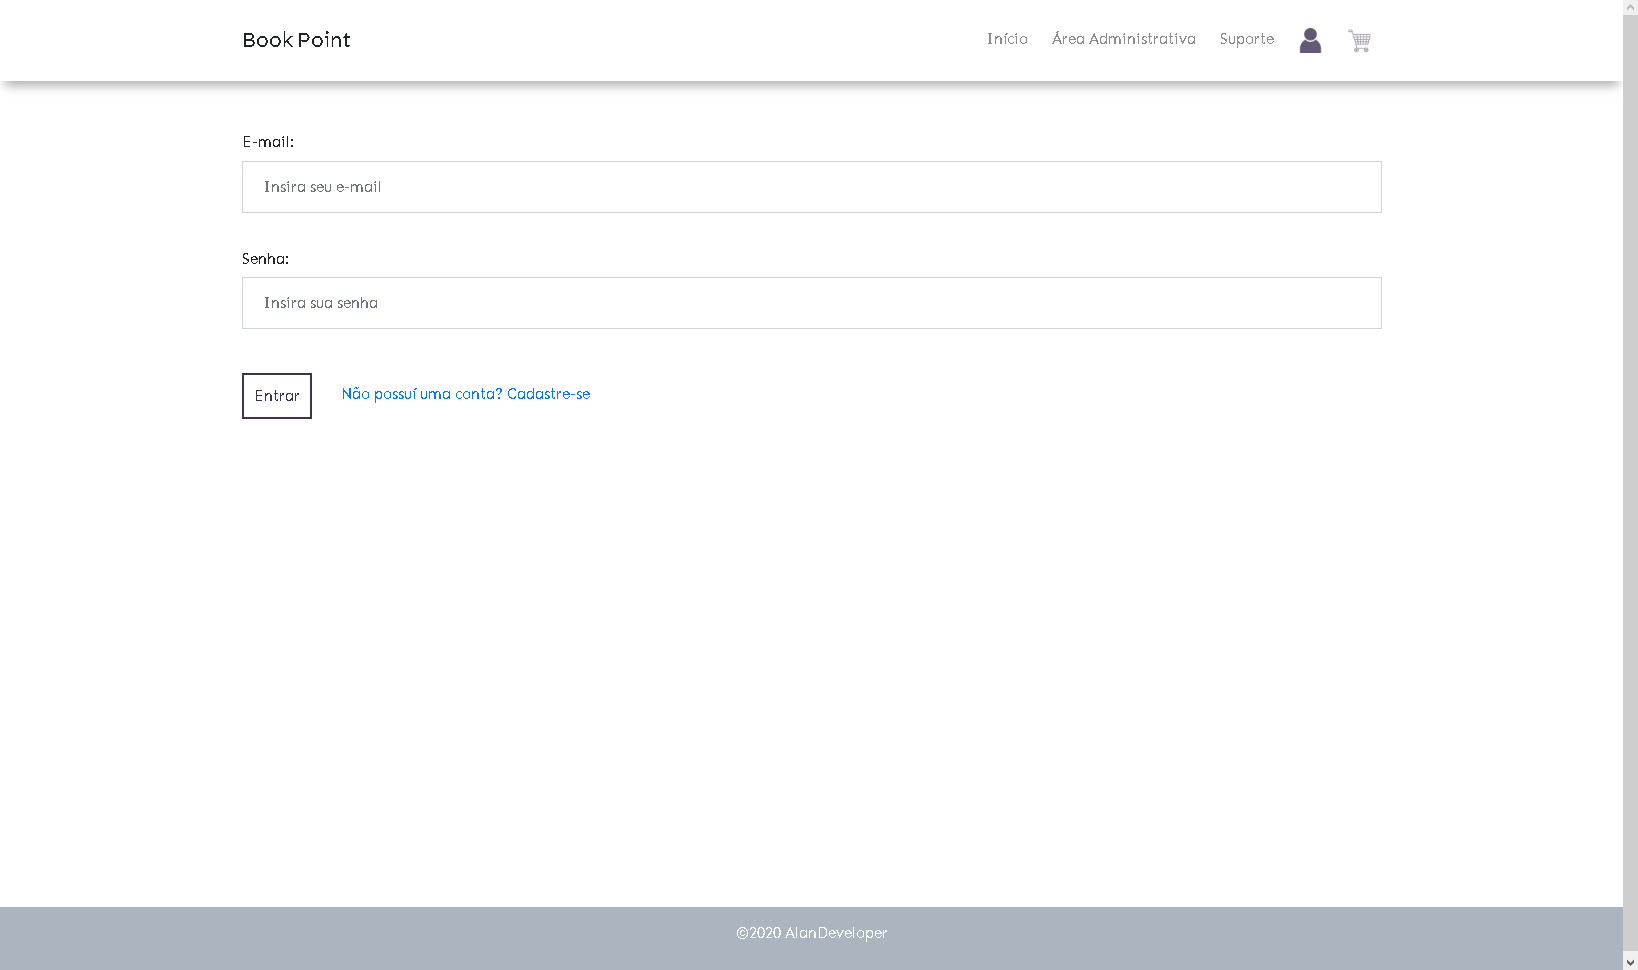 Book Point
Início
Área Administrativa
Suporte
E-mail:
Insira seu e-mail
Senha:
Insira sua senha
Entrar
Não possuí uma conta? Cadastre-se
©2020 AlanDeveloper